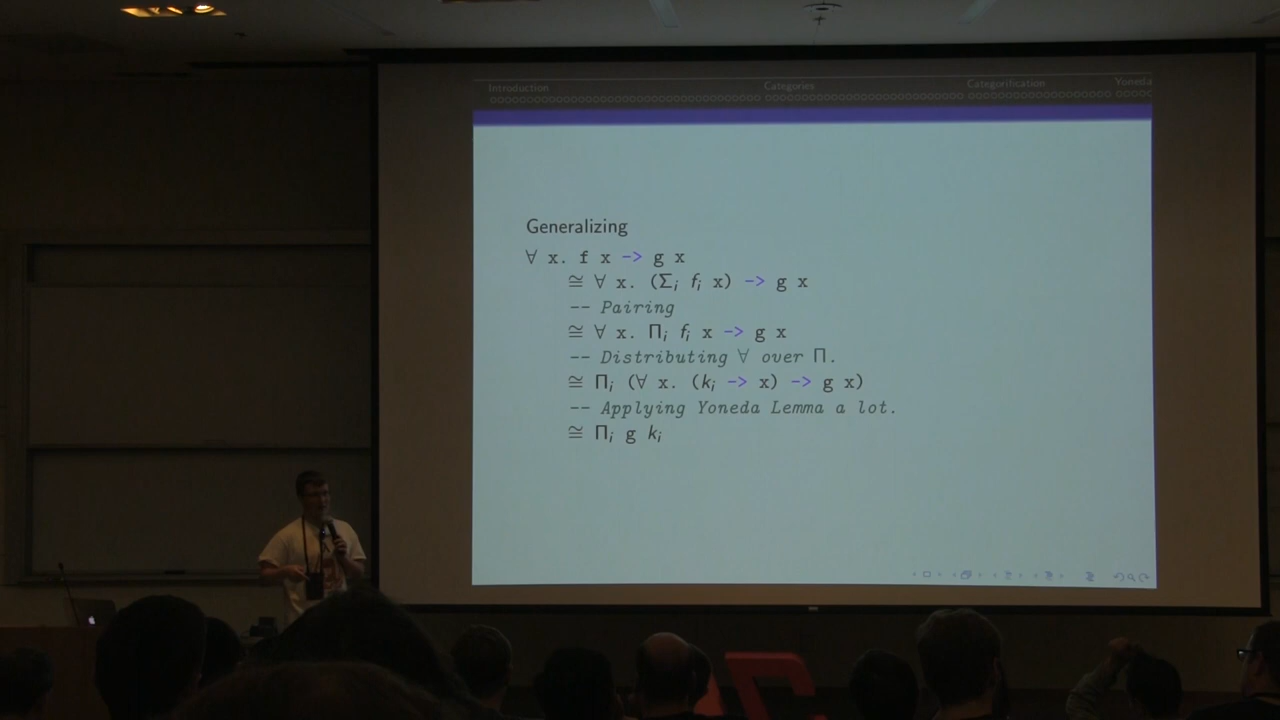 Introduction Categories Categorification Yoneda
Generalizing
∀ x. f x -> g x
≅ ∀ x. (Σᵢ fᵢ x) -> g x
-- Pairing
≅ ∀ x. Πᵢ fᵢ x -> g x
-- Distributing ∀ over Π.
≅ Πᵢ (∀ x. (kᵢ -> x) -> g x)
-- Applying Yoneda Lemma a lot.
≅ Πᵢ g kᵢ